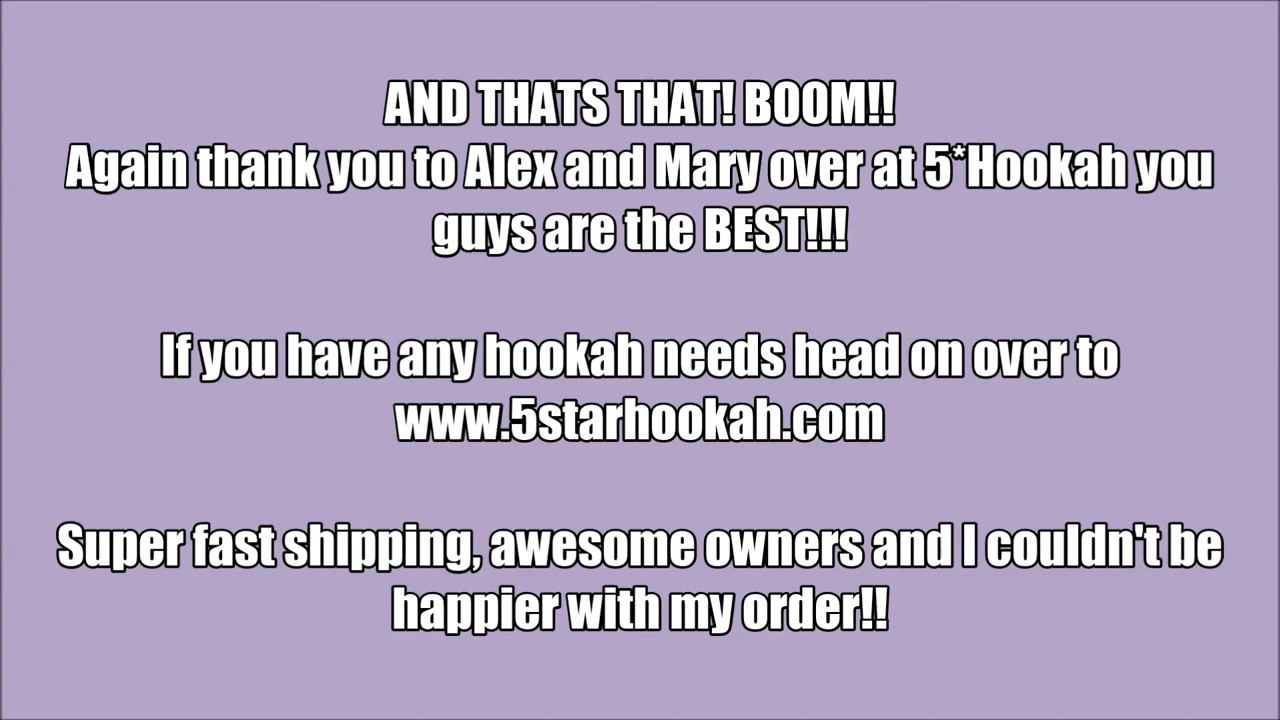 AND THATS THAT! BOOM!!
Again thank you to Alex and Mary over at 5*Hookah you
guys are the BEST!!!
If you have any hookah needs head on over to
www.5starhookah.com
Super fast shipping, awesome owners and I couldn't be
happier with my order!!